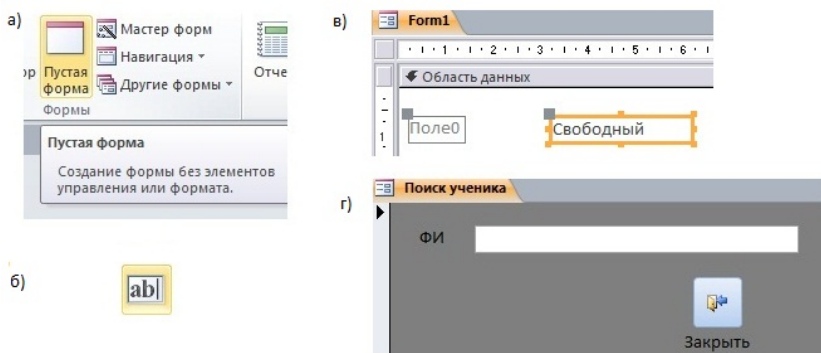 а)
Мастер форм
Навигация
Другие формы
ор
Пустая
форма
Отче
Формы
Пустая форма
Создание формы без элементов
управления или формата.
б)
ab|
в)
Form1
1 2 3 4 5 6
Область данных
1
Поле0
Свободный
г)
Поиск ученика
ФИ
Закрыть